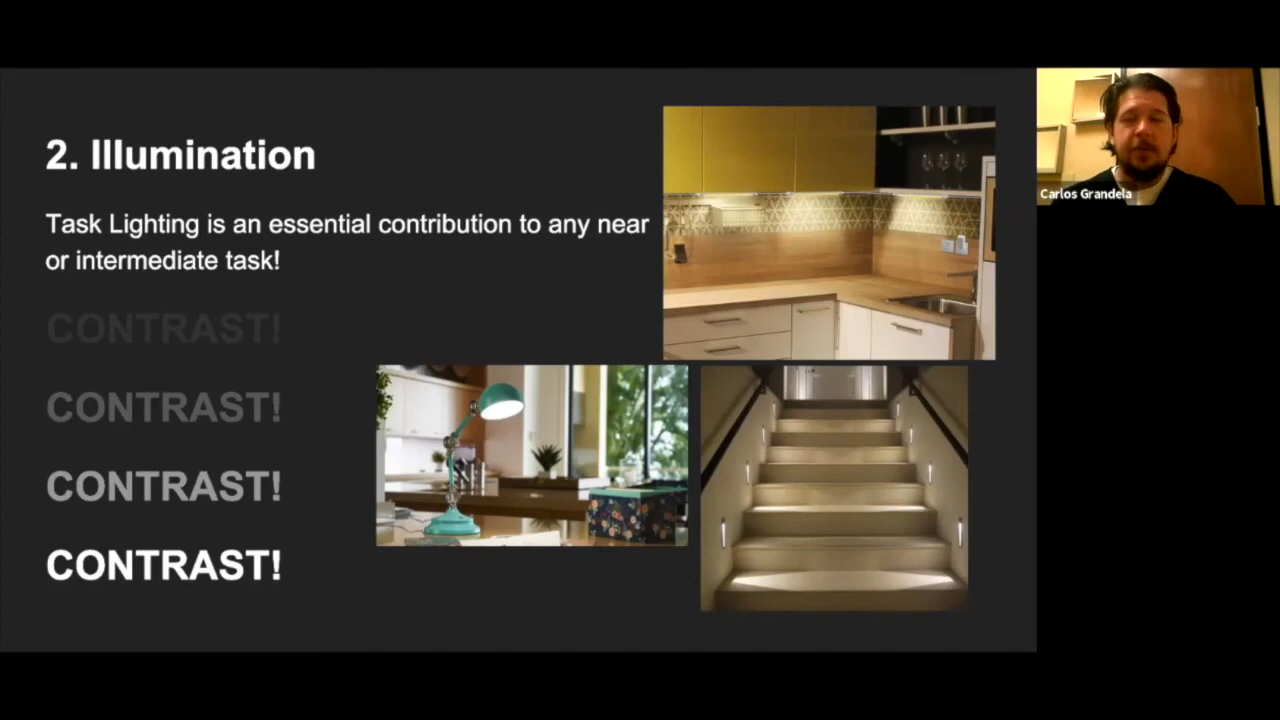 2. Illumination
Task Lighting is an essential contribution to any near
or intermediate task!
CONTRAST!
CONTRAST!
CONTRAST!
CONTRAST!
Carlos Grandela